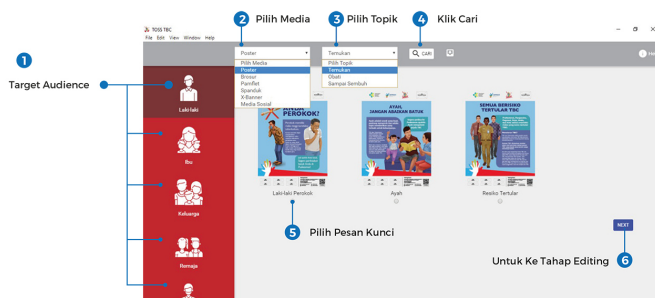 2 Pilih Media
3 Pilih Topik
4 Klik Cari
TOSS TBC
File Edit View Window Help
1
Target Audience
Poster
Pilih Media
Poster
Brosur
Pamflet
Spanduk
X-Banner
Media Sosial
Temukan
Pilih Topik
Temukan
Obati
Sampai Sembuh
CARI
Laki-laki
Ibu
Keluarga
Remaja
ANDA
PEROKOK?
AYAH,
JANGAN ABAIKAN BATUK
SEMUA BERISIKO
TERTULAR TBC
Laki-laki Perokok
Ayah
Resiko Tertular
5 Pilih Pesan Kunci
NEXT
Untuk Ke Tahap Editing 6